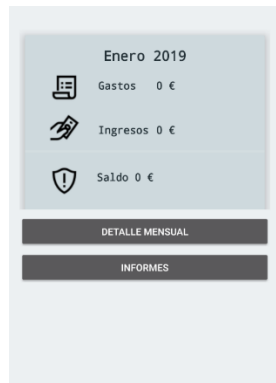 Enero 2019
Gastos 0 €
Ingresos 0 €
Saldo 0 €
DETALLE MENSUAL
INFORMES